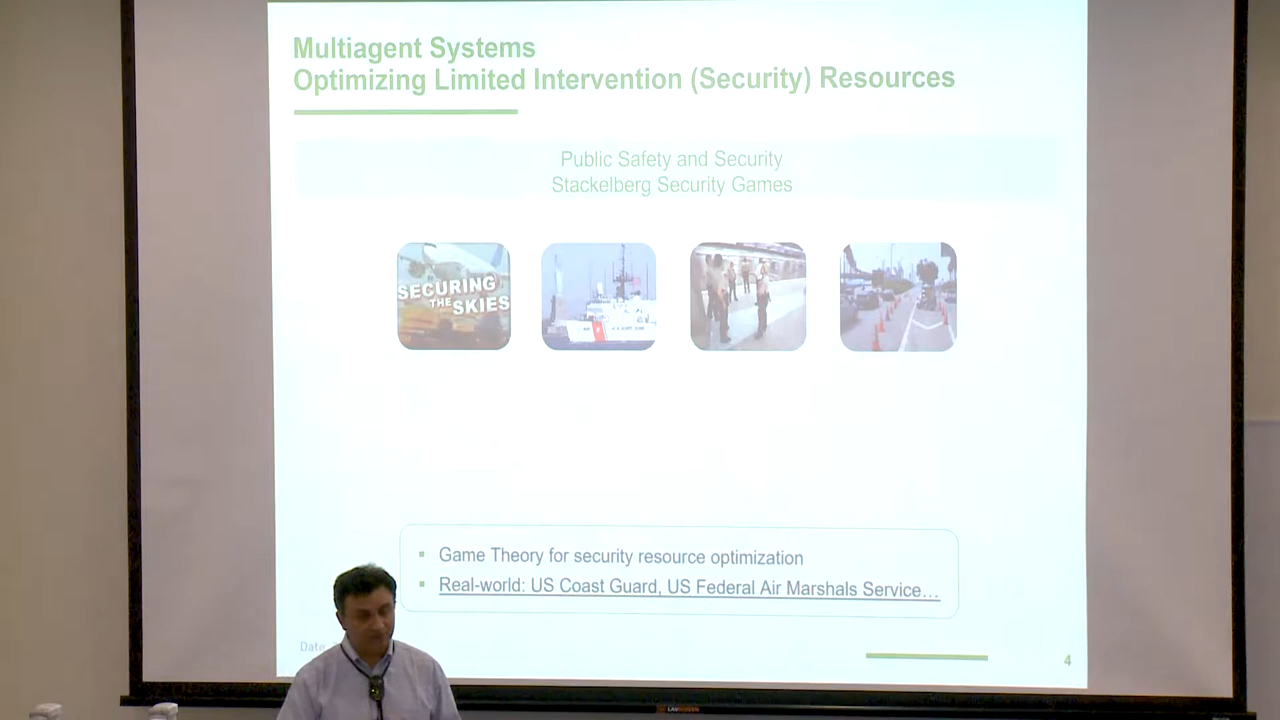 Multiagent Systems
Optimizing Limited Intervention (Security) Resources
Public Safety and Security
Stackelberg Security Games
SECURING
THE SKIES
Game Theory for security resource optimization
Real-world: US Coast Guard, US Federal Air Marshals Service…
Date
4